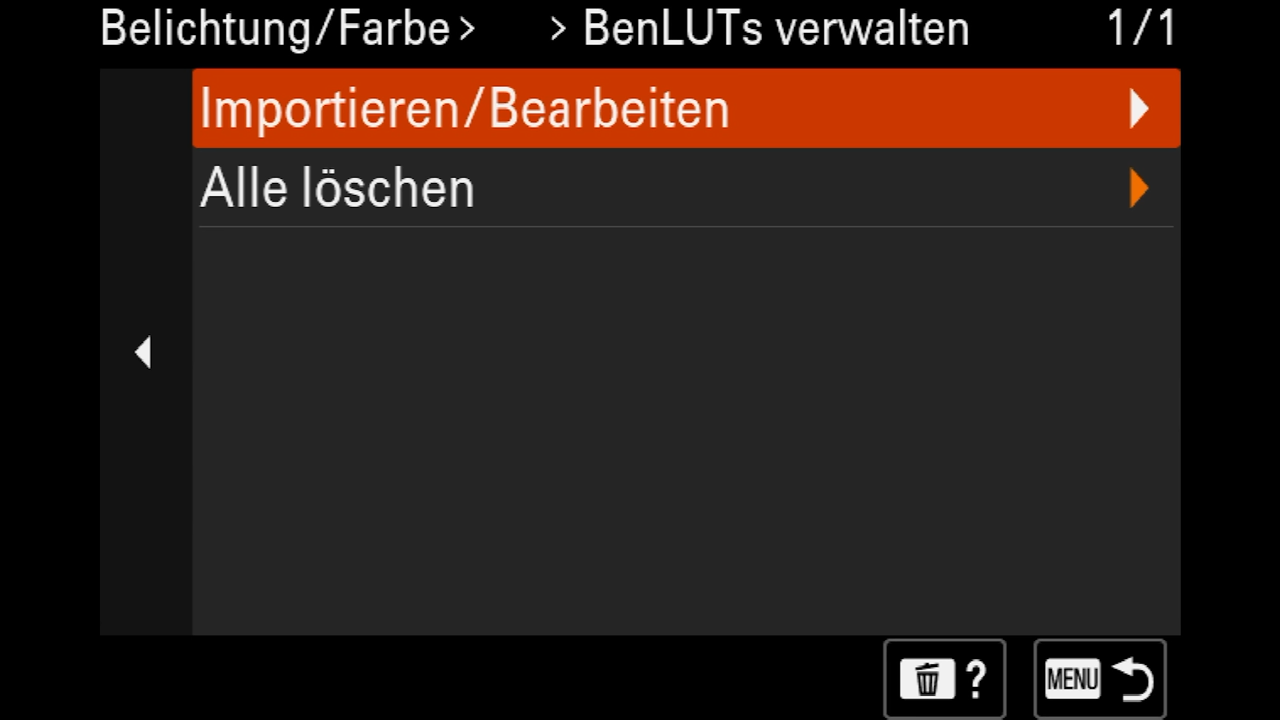 Belichtung/Farbe > > BenLUTs verwalten 1/1
Importieren/Bearbeiten
Alle löschen
? MENU